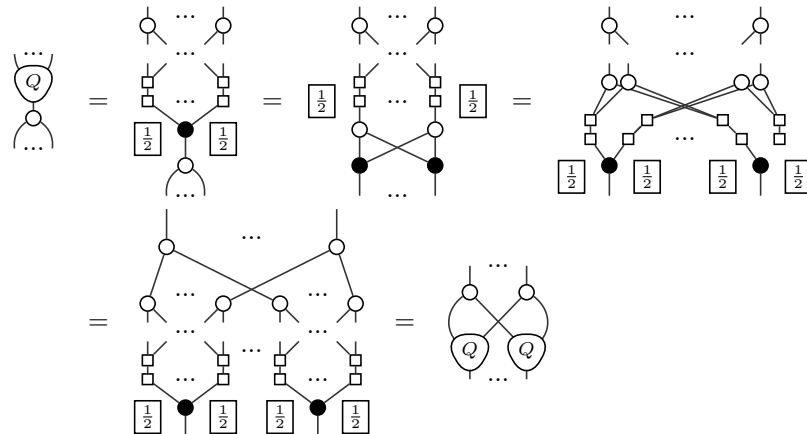 ... ... ... ... ... ...
... Q = ... 1/2 1/2 = 1/2 ... 1/2 = ... 1/2 1/2 1/2 1/2
... ... ...
...
= ... ... ... = ... Q Q
... ... ...
... 1/2 1/2 ... 1/2 1/2 ...